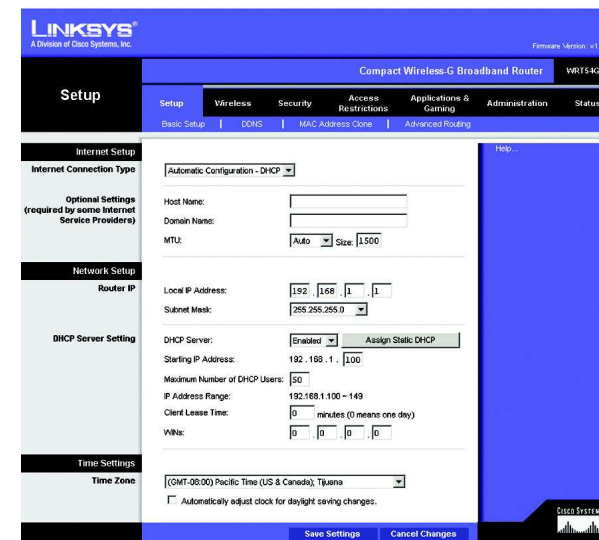 LINKSYS®
A Division of Cisco Systems, Inc.
Firmware Version: v1
Compact Wireless-G Broadband Router WRT54G
Setup
Setup Wireless Security Access Restrictions Applications & Gaming Administration Status
Basic Setup | DDNS | MAC Address Clone | Advanced Routing
Internet Setup
Help...
Internet Connection Type Automatic Configuration - DHCP
Optional Settings
(required by some Internet
Service Providers)
Host Name:
Domain Name:
MTU: Auto Size: 1500
Network Setup
Router IP
Local IP Address: 192 . 168 . 1 . 1
Subnet Mask: 255.255.255.0
DHCP Server Setting
DHCP Server: Enabled Assign Static DHCP
Starting IP Address: 192 . 168 . 1 . 100
Maximum Number of DHCP Users: 50
IP Address Range: 192.168.1.100 ~ 149
Client Lease Time: 0 minutes (0 means one day)
WINs: 0 . 0 . 0 . 0
Time Settings
Time Zone
(GMT-08:00) Pacific Time (US & Canada); Tijuana
Automatically adjust clock for daylight saving changes.
Save Settings Cancel Changes
CISCO SYSTEM